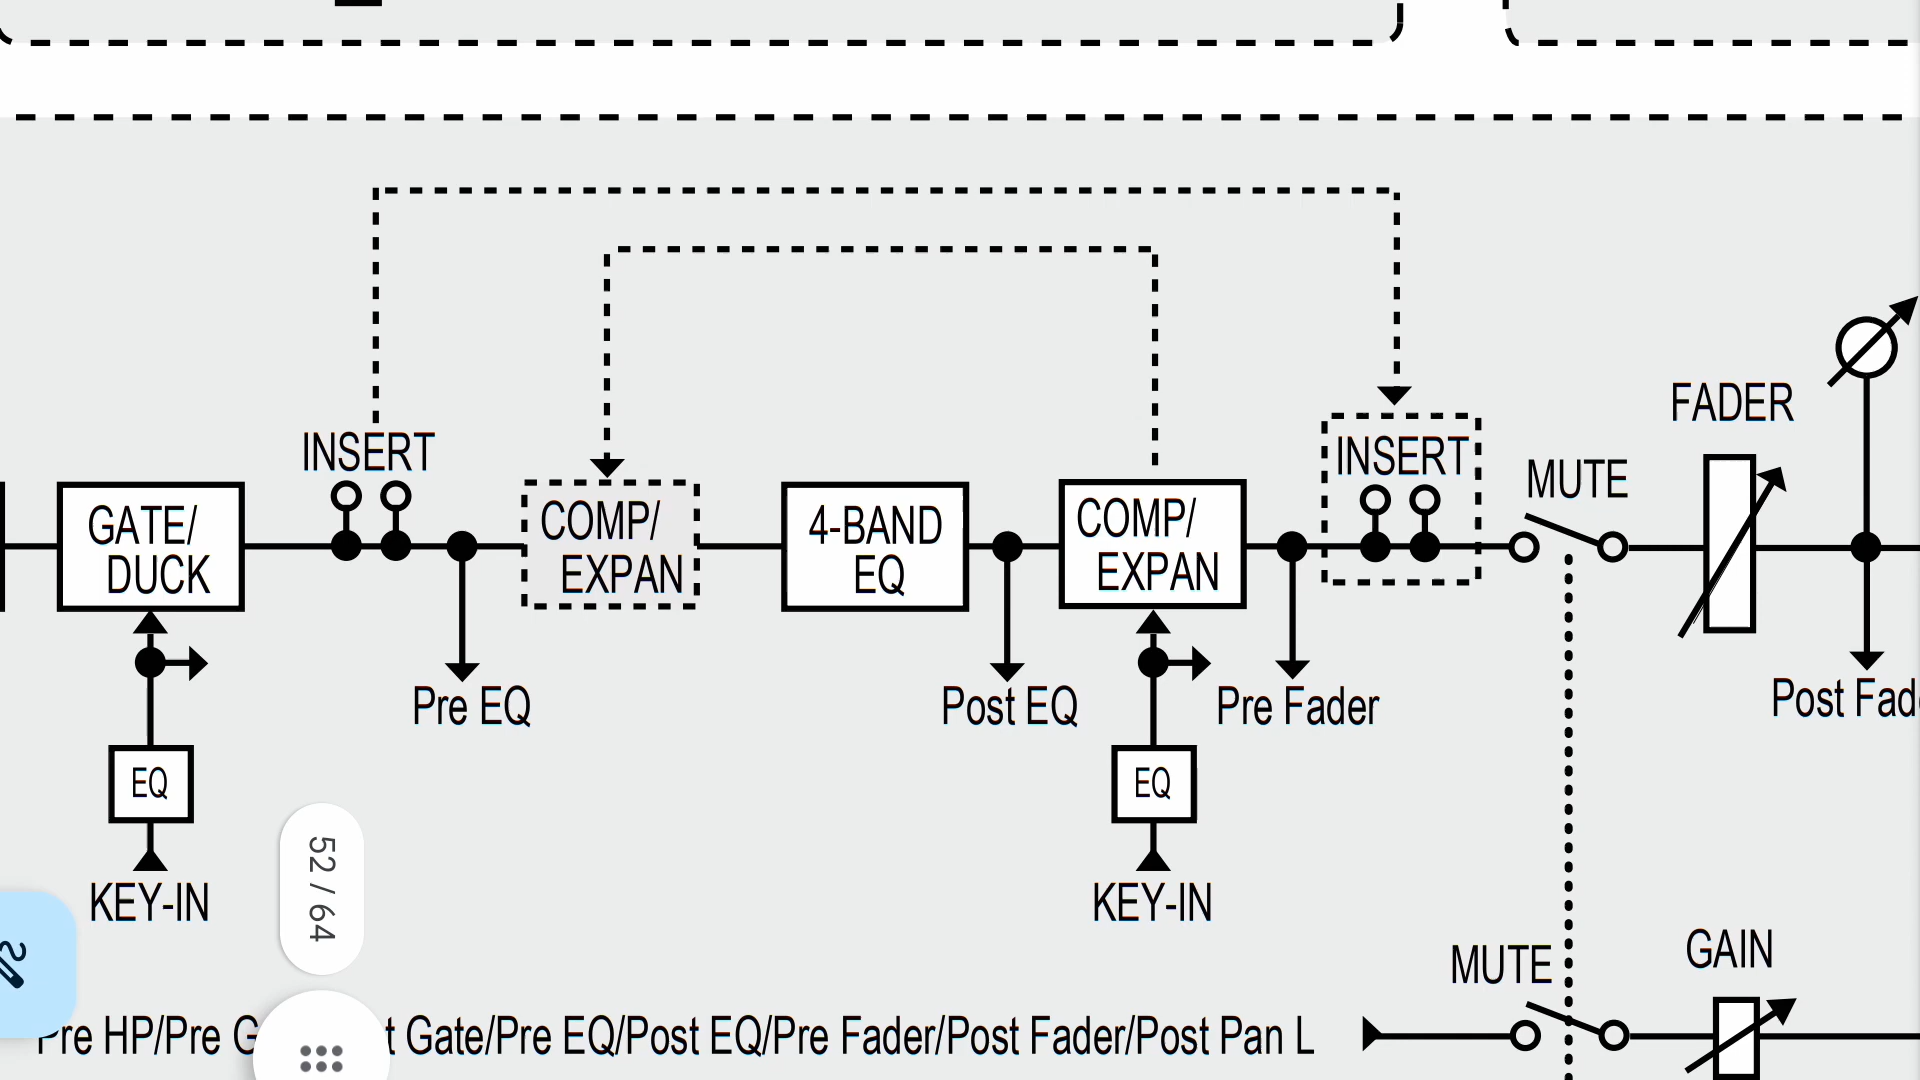 FADER
INSERT
INSERT
MUTE
GATE/
DUCK
COMP/
EXPAN
4-BAND
EQ
COMP/
EXPAN
Pre EQ
Post EQ
Pre Fader
Post Fad
EQ
EQ
52 / 64
KEY-IN
KEY-IN
MUTE
GAIN
Pre HP/Pre G
t Gate/Pre EQ/Post EQ/Pre Fader/Post Fader/Post Pan L